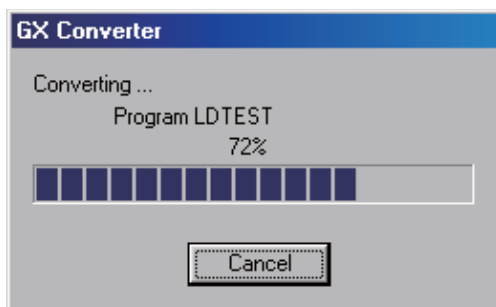 GX Converter
Converting ...
Program LDTEST
72%
Cancel